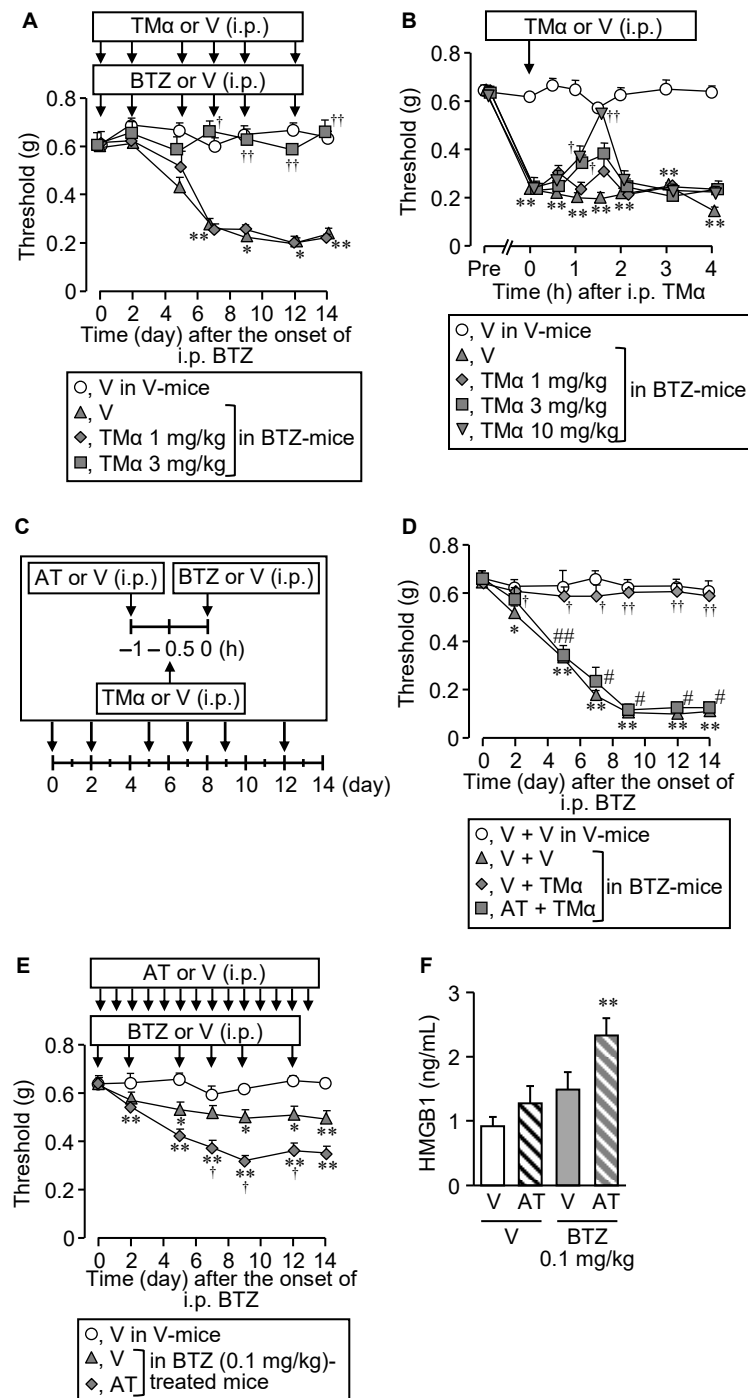 A
TMα or V (i.p.)
BTZ or V (i.p.)
0.8
0.6
0.4
0.2
0
Threshold (g)
†
††
††
††
**
*
*
**
0 2 4 6 8 10 12 14
Time (day) after the onset of
i.p. BTZ
, V in V-mice
, V
, TMα 1 mg/kg
, TMα 3 mg/kg
in BTZ-mice
B
TMα or V (i.p.)
0.8
0.6
0.4
0.2
0
Threshold (g)
†
††
†
**
**
**
**
**
**
**
Pre 0 1 2 3 4
Time (h) after i.p. TMα
, V in V-mice
, V
, TMα 1 mg/kg
, TMα 3 mg/kg
, TMα 10 mg/kg
in BTZ-mice
C
AT or V (i.p.)
BTZ or V (i.p.)
–1 – 0.5 0 (h)
TMα or V (i.p.)
0 2 4 6 8 10 12 14 (day)
D
0.8
0.6
0.4
0.2
0
Threshold (g)
†
†
†
††
††
††
*
##
**
#
**
#
**
#
**
#
**
0 2 4 6 8 10 12 14
Time (day) after the onset of
i.p. BTZ
, V + V in V-mice
, V + V
, V + TMα
, AT + TMα
in BTZ-mice
E
AT or V (i.p.)
BTZ or V (i.p.)
0.8
0.6
0.4
0.6
0
Threshold (g)
*
*
*
**
**
**
**
†
**
†
**
†
**
0 2 4 6 8 10 12 14
Time (day) after the onset of
i.p. BTZ
, V in V-mice
, V
, AT
in BTZ (0.1 mg/kg)-
treated mice
F
3
2
1
0
HMGB1 (ng/mL)
**
V AT V AT
V BTZ
0.1 mg/kg